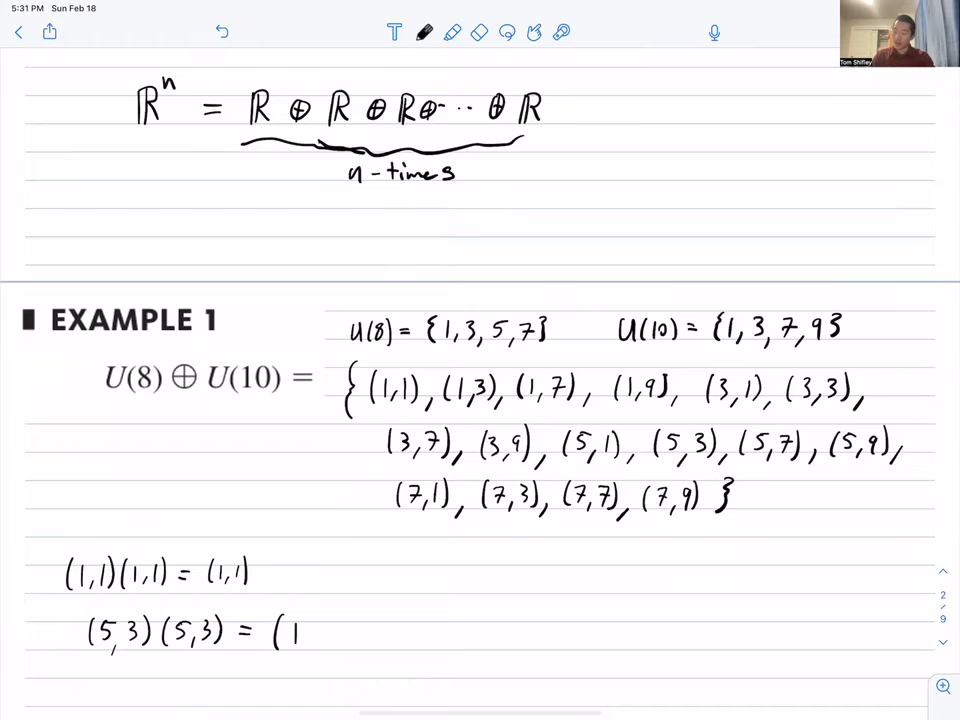 5:31 PM Sun Feb 18
Tom Shifley
ℝⁿ = ℝ ⊕ ℝ ⊕ ℝ ⊕ ··· ⊕ ℝ
n-times
EXAMPLE 1
U(8) = {1, 3, 5, 7} U(10) = {1, 3, 7, 9}
U(8) ⊕ U(10) = {(1,1), (1,3), (1,7), (1,9), (3,1), (3,3),
(3,7), (3,9), (5,1), (5,3), (5,7), (5,9),
(7,1), (7,3), (7,7), (7,9)}
(1,1)(1,1) = (1,1)
(5,3)(5,3) = (1
2
/
9